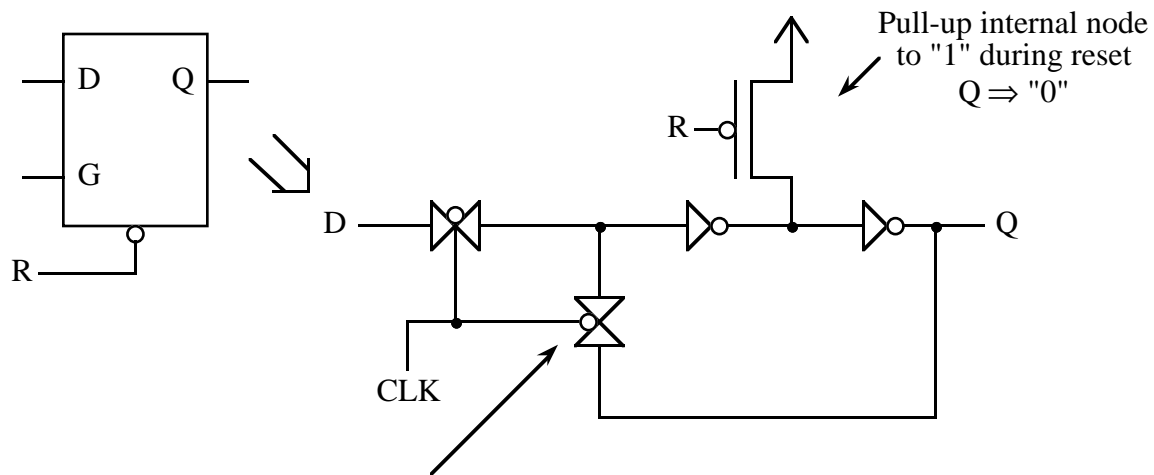 Pull-up internal node
to "1" during reset
Q ⇒ "0"
D Q
G
R
R
D
Q
CLK